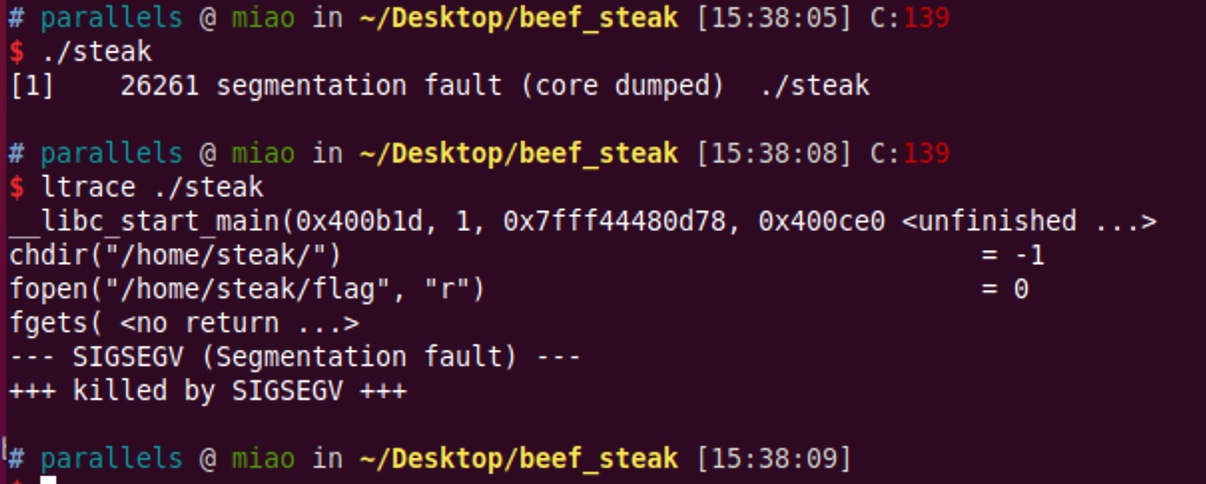 # parallels @ miao in ~/Desktop/beef_steak [15:38:05] C:139
$ ./steak
[1]    26261 segmentation fault (core dumped)  ./steak
# parallels @ miao in ~/Desktop/beef_steak [15:38:08] C:139
$ ltrace ./steak
__libc_start_main(0x400b1d, 1, 0x7fff44480d78, 0x400ce0 <unfinished ...>
chdir("/home/steak/")                                        = -1
fopen("/home/steak/flag", "r")                               = 0
fgets( <no return ...>
--- SIGSEGV (Segmentation fault) ---
+++ killed by SIGSEGV +++
# parallels @ miao in ~/Desktop/beef_steak [15:38:09]